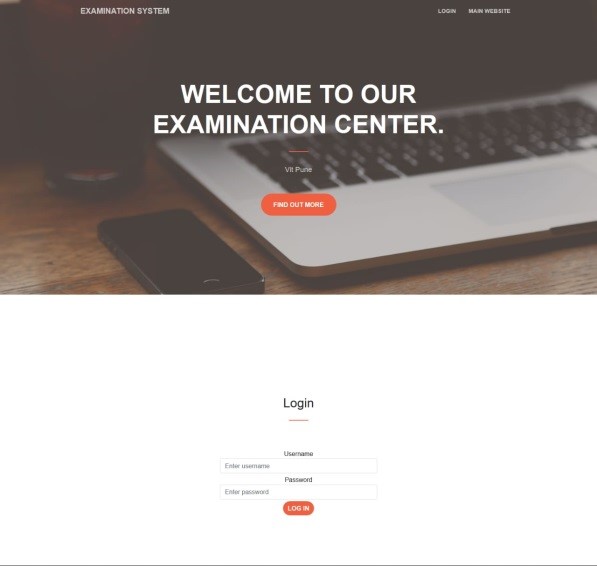 EXAMINATION SYSTEM
LOGIN MAIN WEBSITE
WELCOME TO OUR
EXAMINATION CENTER.
Vit Pune
FIND OUT MORE
Login
Username
Enter username
Password
Enter password
LOG IN